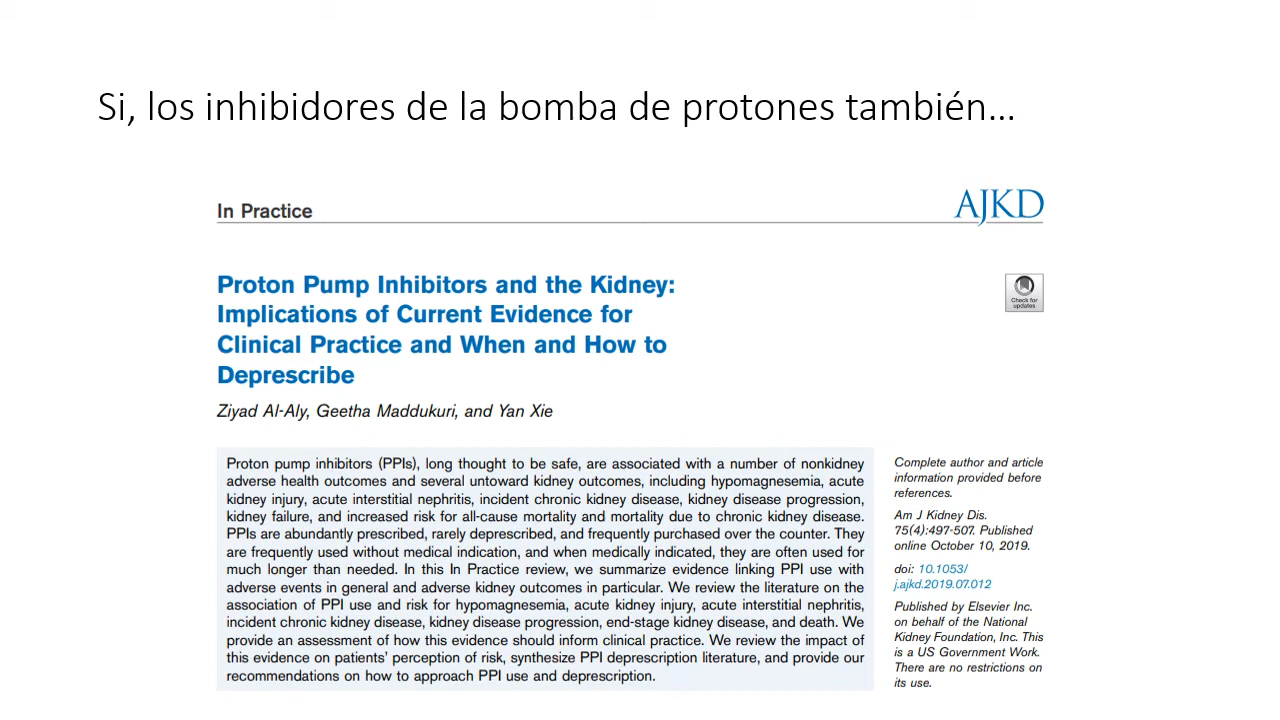 Si, los inhibidores de la bomba de protones también...
In Practice
AJKD
Proton Pump Inhibitors and the Kidney:
Implications of Current Evidence for
Clinical Practice and When and How to
Deprescribe
Check for
updates
Ziyad Al-Aly, Geetha Maddukuri, and Yan Xie
Proton pump inhibitors (PPIs), long thought to be safe, are associated with a number of nonkidney
adverse health outcomes and several untoward kidney outcomes, including hypomagnesemia, acute
kidney injury, acute interstitial nephritis, incident chronic kidney disease, kidney disease progression,
kidney failure, and increased risk for all-cause mortality and mortality due to chronic kidney disease.
PPIs are abundantly prescribed, rarely deprescribed, and frequently purchased over the counter. They
are frequently used without medical indication, and when medically indicated, they are often used for
much longer than needed. In this In Practice review, we summarize evidence linking PPI use with
adverse events in general and adverse kidney outcomes in particular. We review the literature on the
association of PPI use and risk for hypomagnesemia, acute kidney injury, acute interstitial nephritis,
incident chronic kidney disease, kidney disease progression, end-stage kidney disease, and death. We
provide an assessment of how this evidence should inform clinical practice. We review the impact of
this evidence on patients' perception of risk, synthesize PPI deprescription literature, and provide our
recommendations on how to approach PPI use and deprescription.
Complete author and article
information provided before
references.
Am J Kidney Dis.
75(4):497-507. Published
online October 10, 2019.
doi: 10.1053/
j.ajkd.2019.07.012
Published by Elsevier Inc.
on behalf of the National
Kidney Foundation, Inc. This
is a US Government Work.
There are no restrictions on
its use.